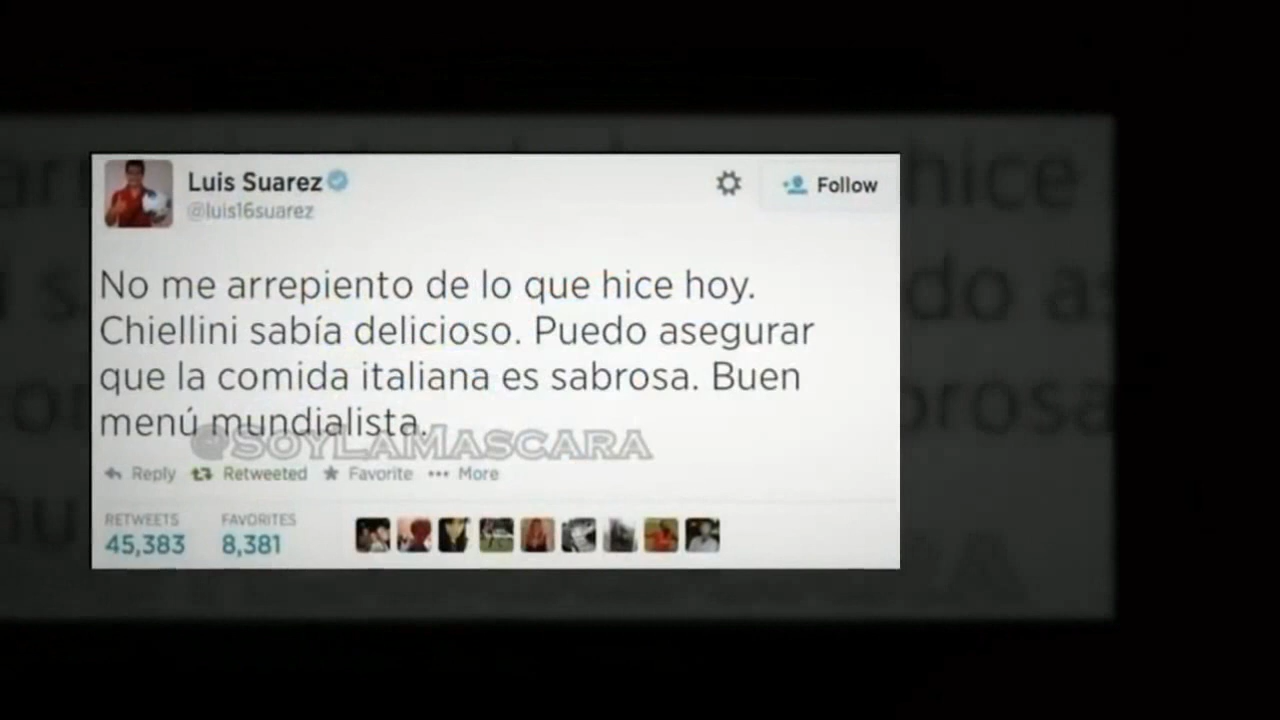 Luis Suarez
@luis16suarez
Follow
No me arrepiento de lo que hice hoy.
Chiellini sabía delicioso. Puedo asegurar
que la comida italiana es sabrosa. Buen
menú mundialista.
@SOYLAMASCARA
Reply Retweeted Favorite More
RETWEETS FAVORITES
45,383 8,381
hice